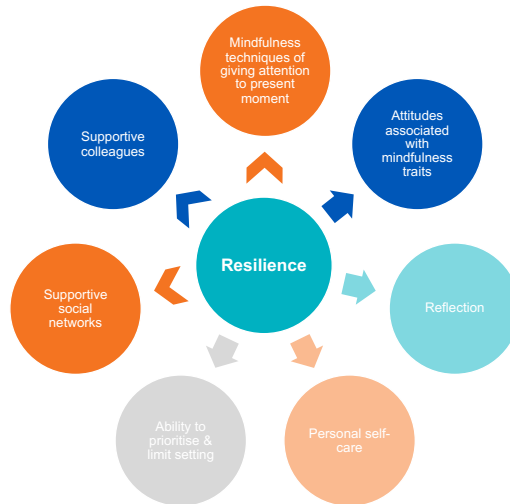 Mindfulness
techniques of
giving attention
to present
moment
Attitudes
associated
with
mindfulness
traits
Reflection
Personal self-
care
Ability to
prioritise &
limit setting
Supportive
social
networks
Supportive
colleagues
Resilience